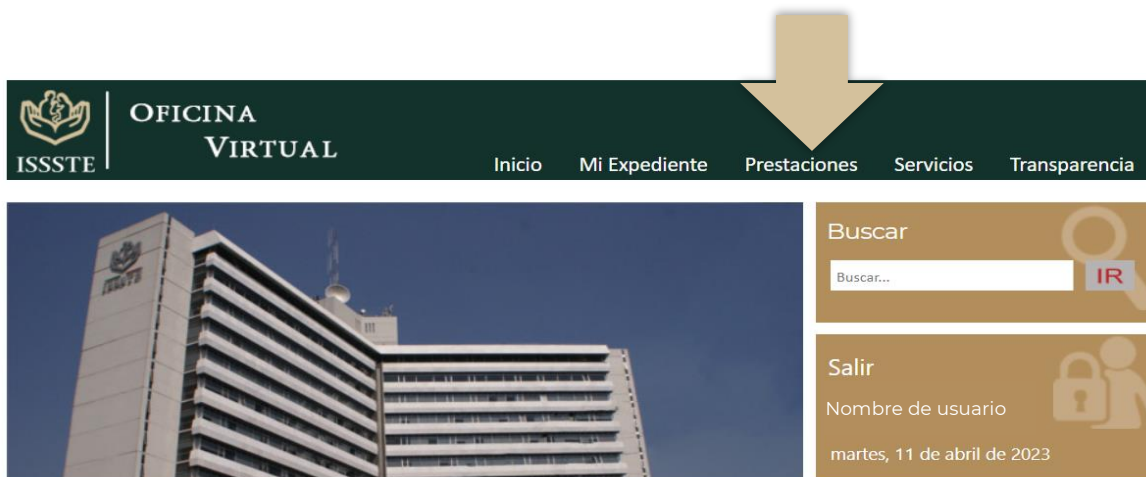 OFICINA
VIRTUAL
ISSSTE
Inicio Mi Expediente Prestaciones Servicios Transparencia
Buscar
Buscar... IR
Salir
Nombre de usuario
martes, 11 de abril de 2023